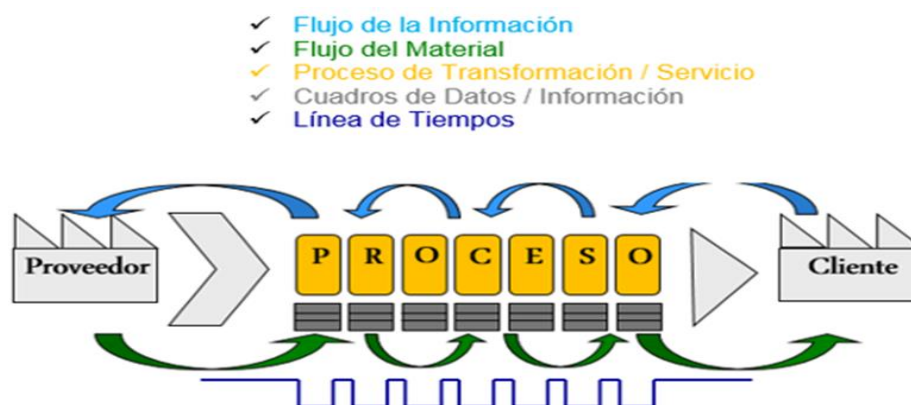 ✓ Flujo de la Información
✓ Flujo del Material
✓ Proceso de Transformación / Servicio
✓ Cuadros de Datos / Información
✓ Línea de Tiempos
Proveedor
P R O C E S O
Cliente